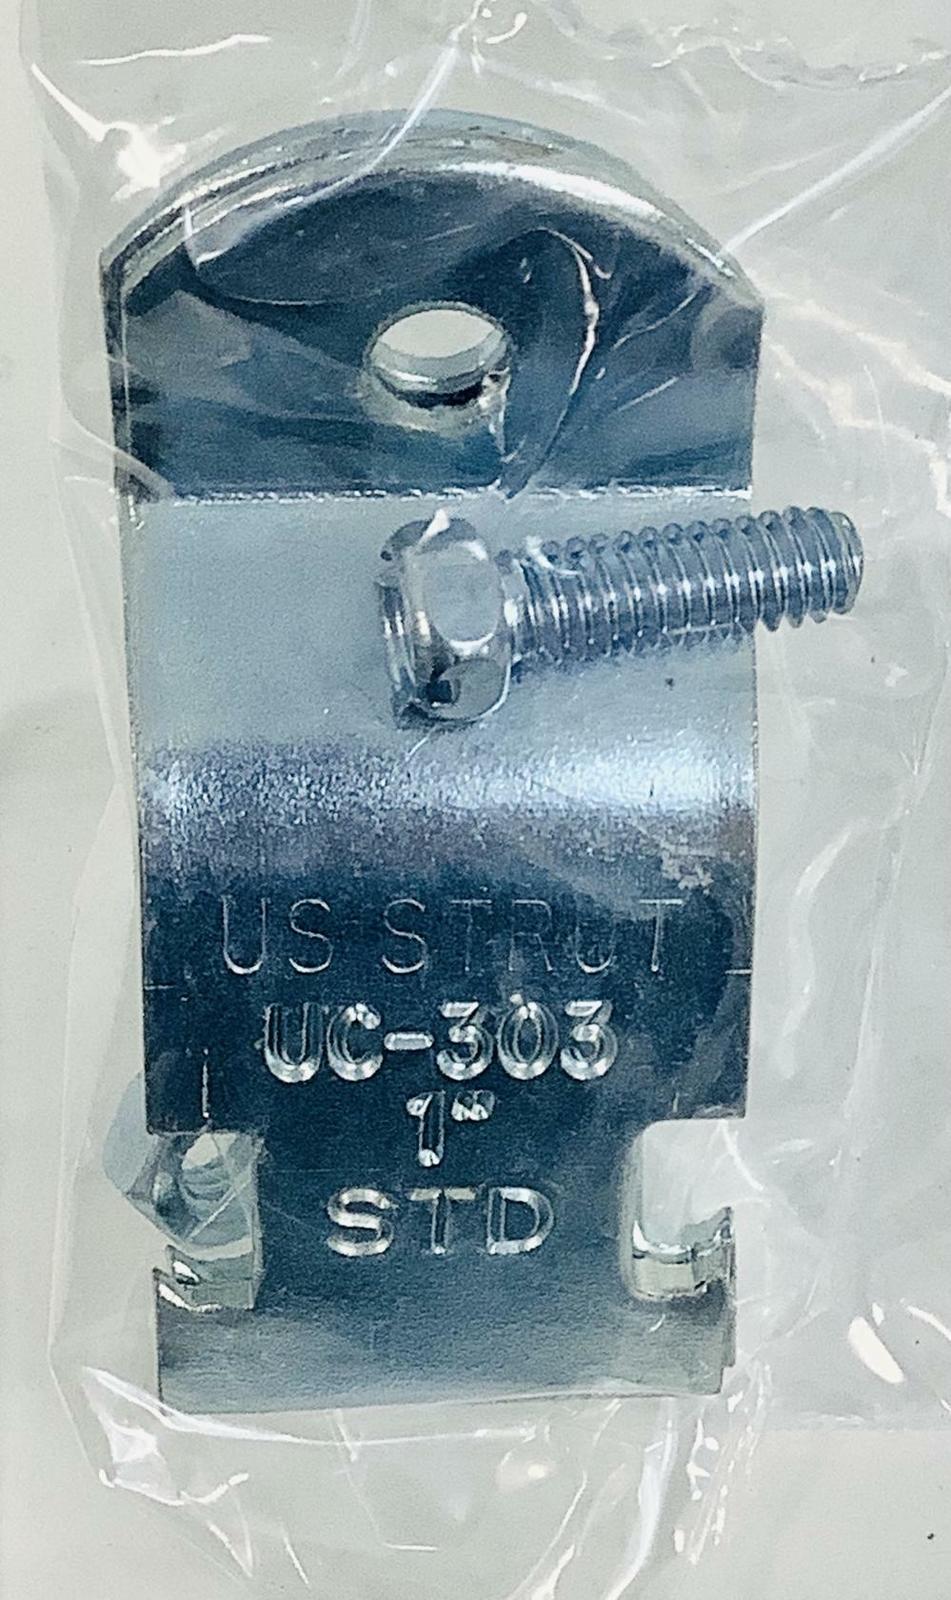 US STRUT
UC-303
1"
STD